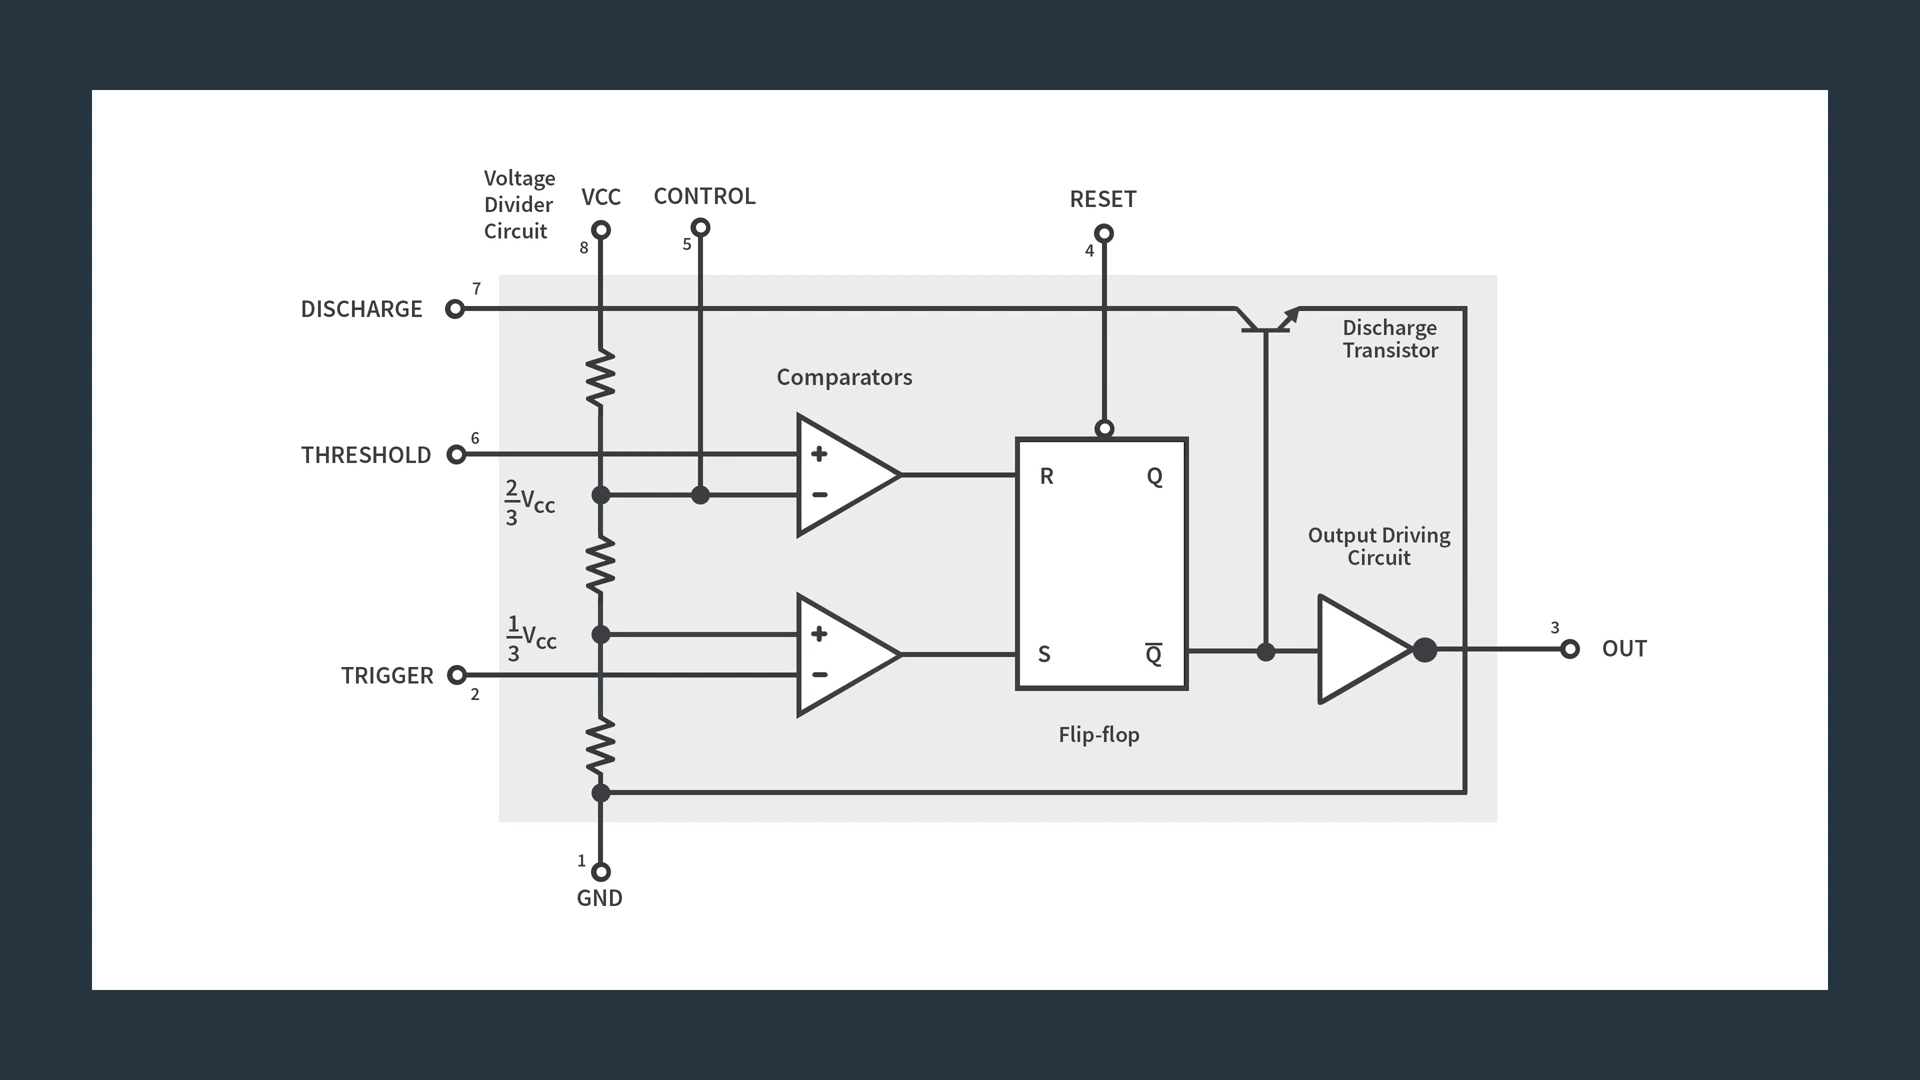 Voltage
Divider
Circuit
VCC
CONTROL
RESET
8
5
4
7
DISCHARGE
Discharge
Transistor
Comparators
6
THRESHOLD
+
R
Q
2/3 Vcc
−
Output Driving
Circuit
1/3 Vcc
+
S
Q̅
3
OUT
TRIGGER
−
2
Flip-flop
1
GND